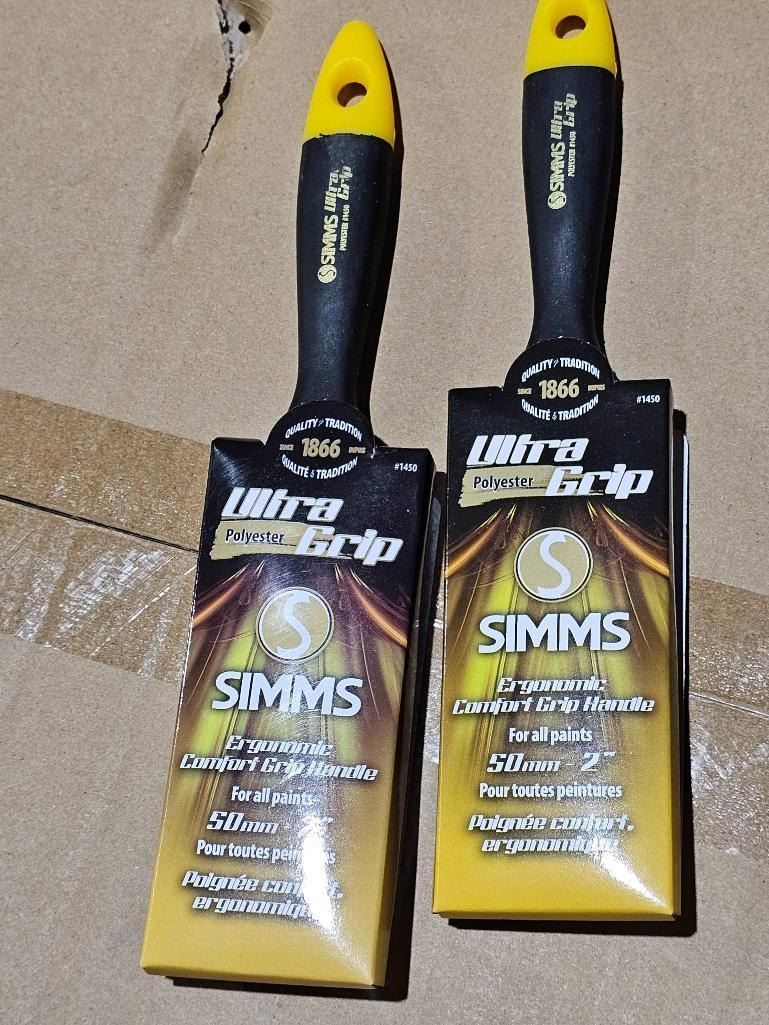 SIMMS Ultra Grip
POLYESTER #1450
QUALITY & TRADITION
SINCE 1866 DEPUIS
QUALITÉ & TRADITION
#1450
Ultra
Polyester Grip
S
SIMMS
Ergonomic
Comfort Grip Handle
For all paints
50mm - 2"
Pour toutes peintures
Poignée confort,
ergonomique
SIMMS Ultra Grip
POLYESTER #1450
QUALITY & TRADITION
SINCE 1866 DEPUIS
QUALITÉ & TRADITION
#1450
Ultra
Polyester Grip
S
SIMMS
Ergonomic
Comfort Grip Handle
For all paints
50mm - 2"
Pour toutes peintures
Poignée confort,
ergonomique